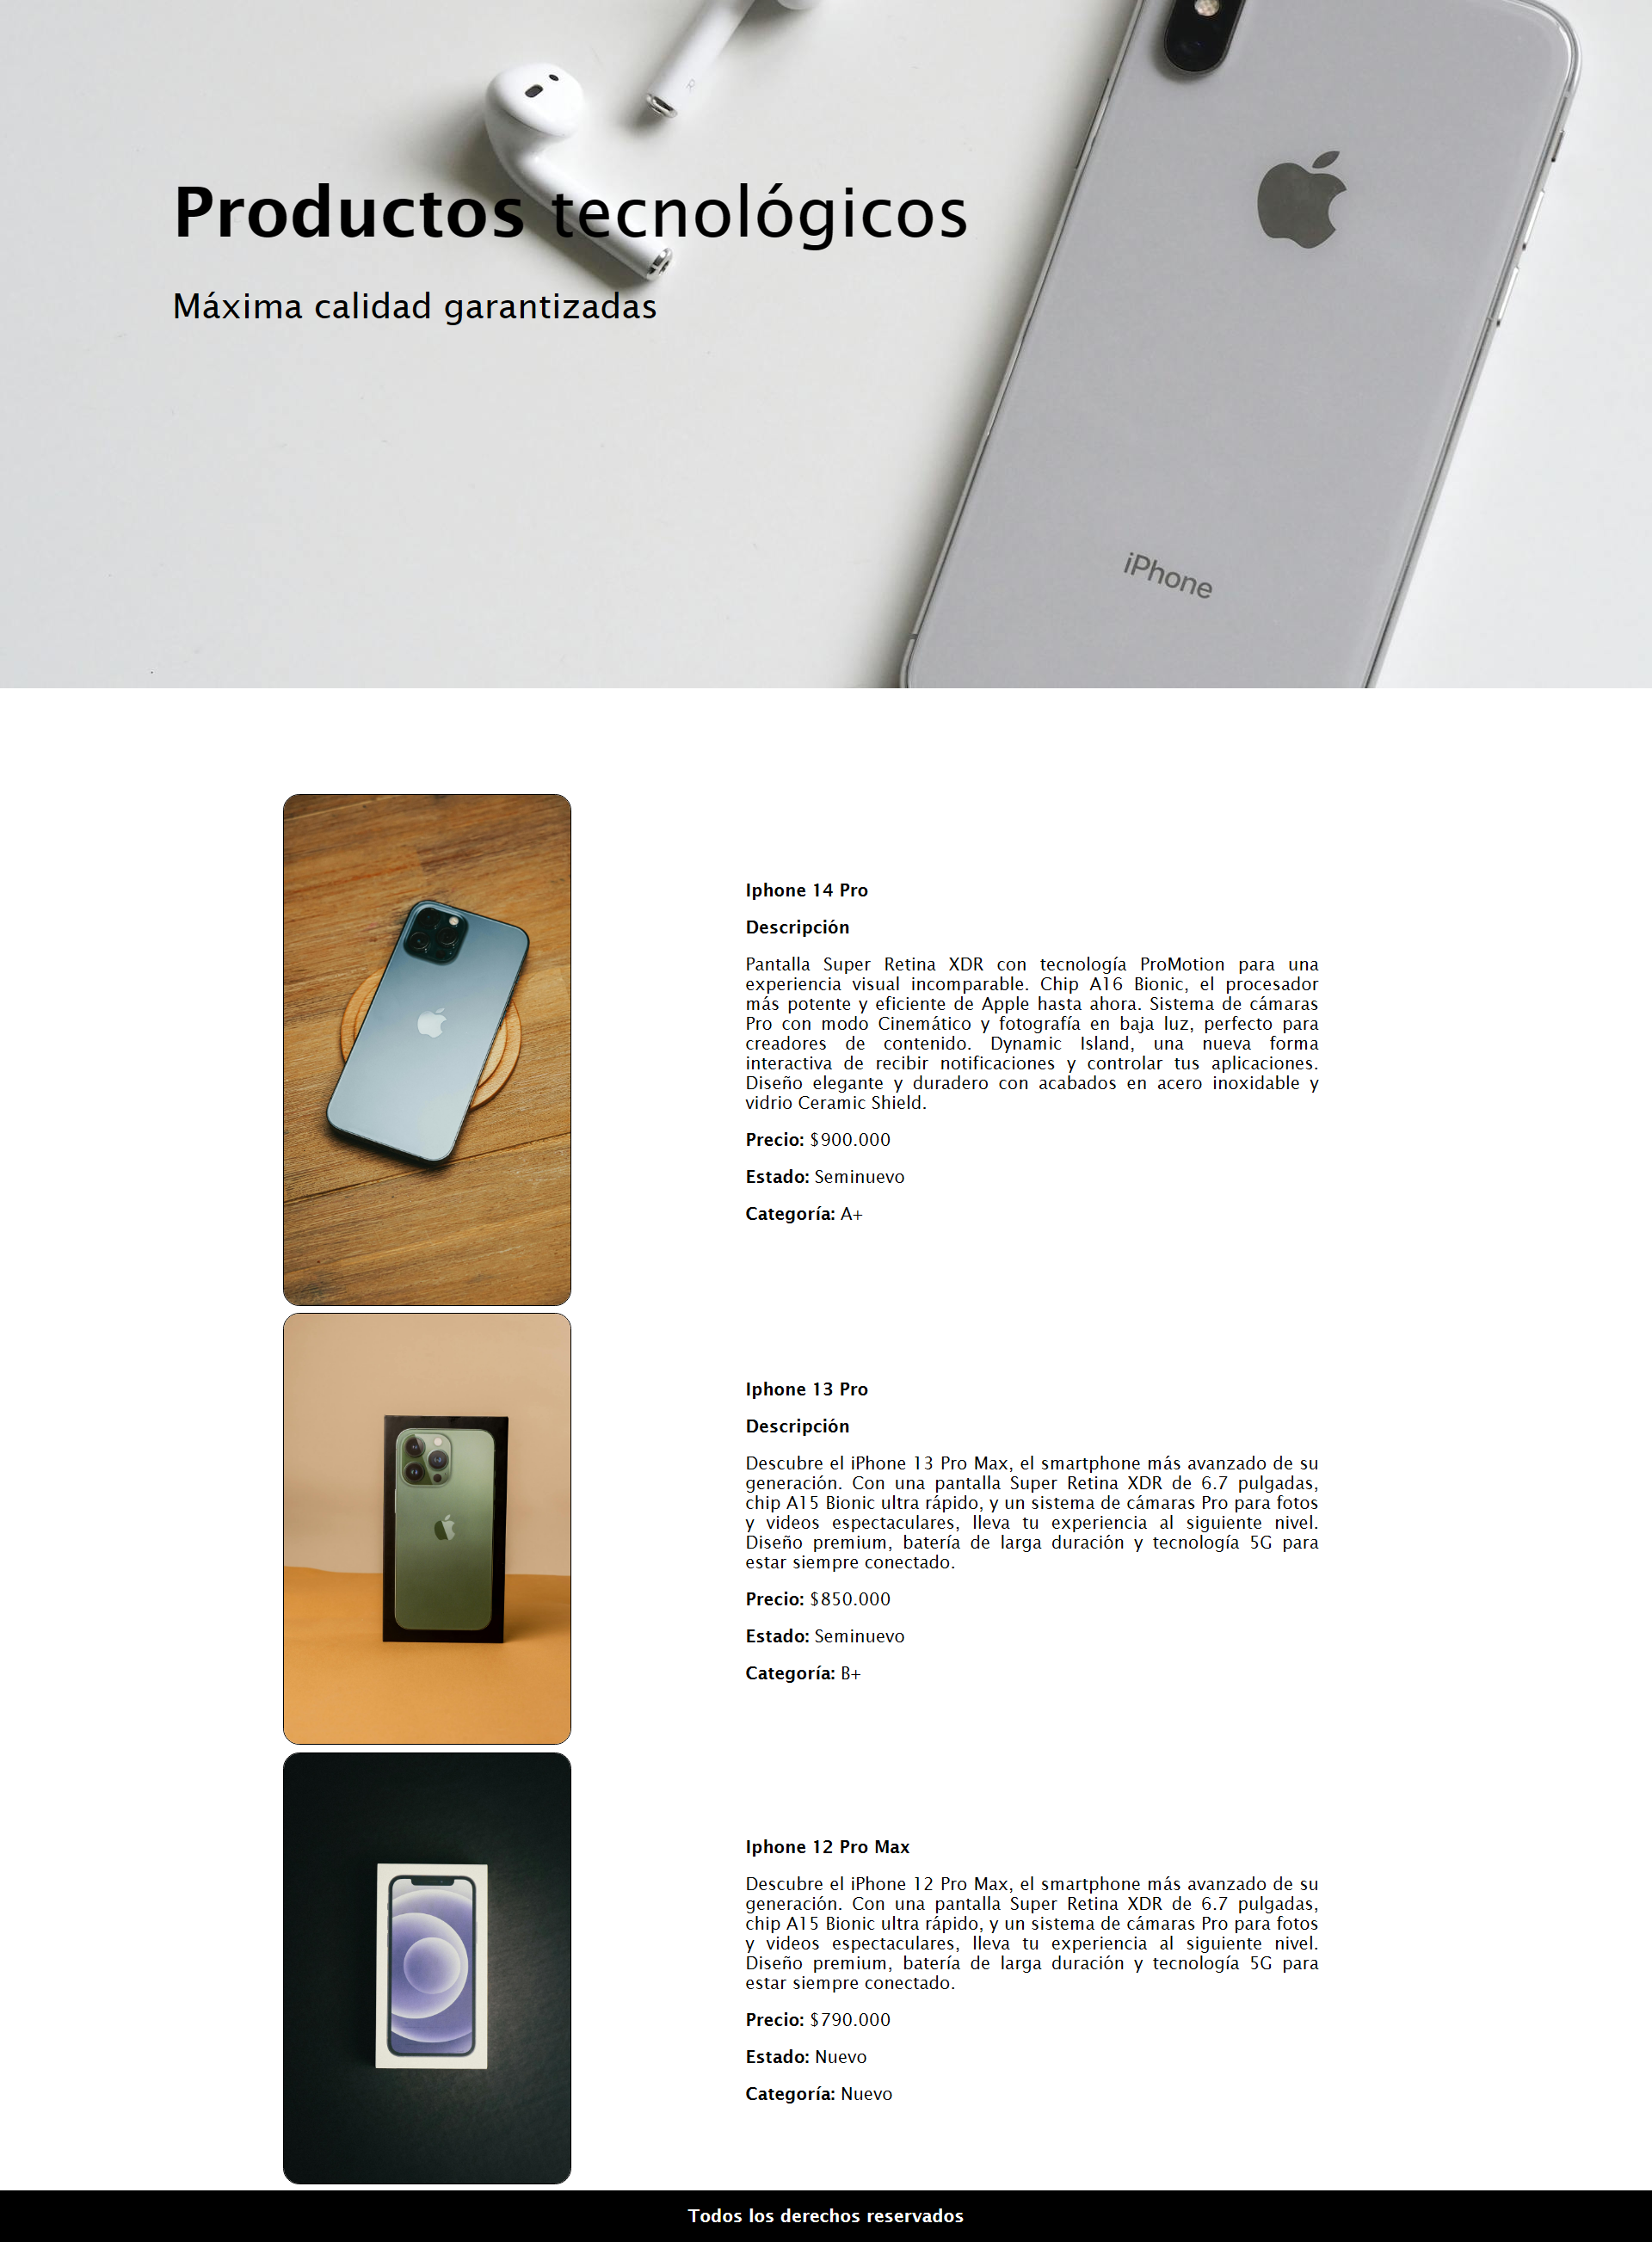 R
Productos tecnológicos
Máxima calidad garantizadas
iPhone
Iphone 14 Pro
Descripción
Pantalla Super Retina XDR con tecnología ProMotion para una
experiencia visual incomparable. Chip A16 Bionic, el procesador
más potente y eficiente de Apple hasta ahora. Sistema de cámaras
Pro con modo Cinemático y fotografía en baja luz, perfecto para
creadores de contenido. Dynamic Island, una nueva forma
interactiva de recibir notificaciones y controlar tus aplicaciones.
Diseño elegante y duradero con acabados en acero inoxidable y
vidrio Ceramic Shield.
Precio: $900.000
Estado: Seminuevo
Categoría: A+
Iphone 13 Pro
Descripción
Descubre el iPhone 13 Pro Max, el smartphone más avanzado de su
generación. Con una pantalla Super Retina XDR de 6.7 pulgadas,
chip A15 Bionic ultra rápido, y un sistema de cámaras Pro para fotos
y videos espectaculares, lleva tu experiencia al siguiente nivel.
Diseño premium, batería de larga duración y tecnología 5G para
estar siempre conectado.
Precio: $850.000
Estado: Seminuevo
Categoría: B+
Iphone 12 Pro Max
Descubre el iPhone 12 Pro Max, el smartphone más avanzado de su
generación. Con una pantalla Super Retina XDR de 6.7 pulgadas,
chip A15 Bionic ultra rápido, y un sistema de cámaras Pro para fotos
y videos espectaculares, lleva tu experiencia al siguiente nivel.
Diseño premium, batería de larga duración y tecnología 5G para
estar siempre conectado.
Precio: $790.000
Estado: Nuevo
Categoría: Nuevo
Todos los derechos reservados